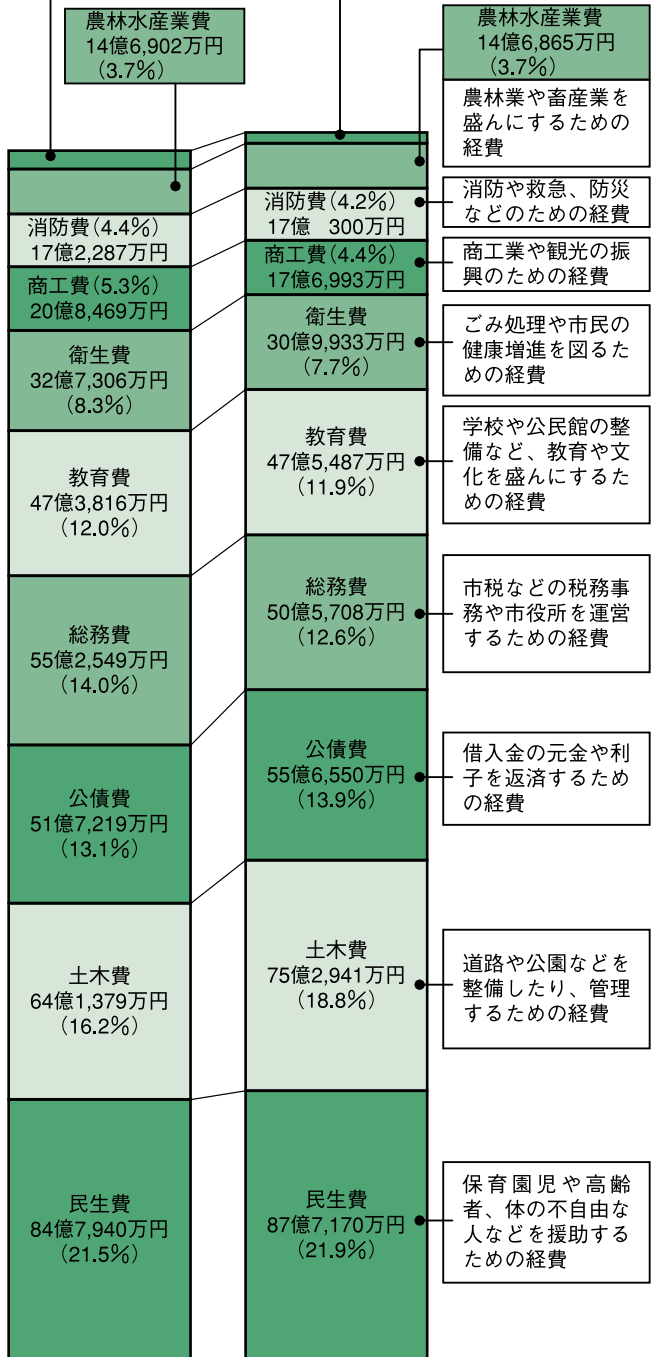 農林水産業費
14億6,902万円
(3.7%)
消防費(4.4%)
17億2,287万円
商工費(5.3%)
20億8,469万円
衛生費
32億7,306万円
(8.3%)
教育費
47億3,816万円
(12.0%)
総務費
55億2,549万円
(14.0%)
公債費
51億7,219万円
(13.1%)
土木費
64億1,379万円
(16.2%)
民生費
84億7,940万円
(21.5%)
消防費(4.2%)
17億 300万円
商工費(4.4%)
17億6,993万円
衛生費
30億9,933万円
(7.7%)
教育費
47億5,487万円
(11.9%)
総務費
50億5,708万円
(12.6%)
公債費
55億6,550万円
(13.9%)
土木費
75億2,941万円
(18.8%)
民生費
87億7,170万円
(21.9%)
農林水産業費
14億6,865万円
(3.7%)
農林業や畜産業を
盛んにするための
経費
消防や救急、防災
などのための経費
商工業や観光の振
興のための経費
ごみ処理や市民の
健康増進を図るた
めの経費
学校や公民館の整
備など、教育や文
化を盛んにするた
めの経費
市税などの税務事
務や市役所を運営
するための経費
借入金の元金や利
子を返済するため
の経費
道路や公園などを
整備したり、管理
するための経費
保育園児や高齢
者、体の不自由な
人などを援助する
ための経費